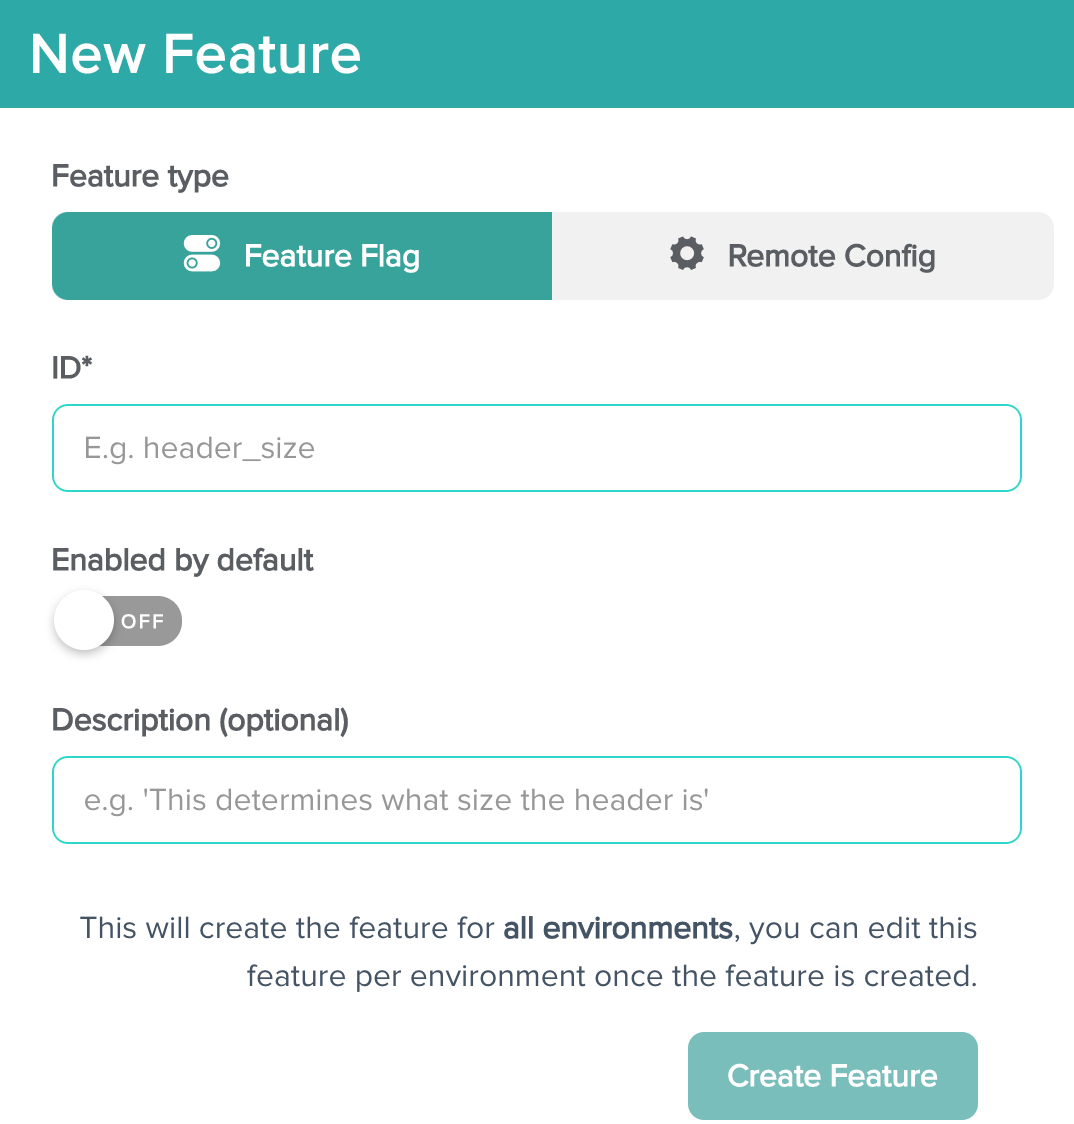 New Feature
Feature type
Feature Flag
Remote Config
ID*
E.g. header_size
Enabled by default
OFF
Description (optional)
e.g. 'This determines what size the header is'
This will create the feature for all environments, you can edit this
feature per environment once the feature is created.
Create Feature